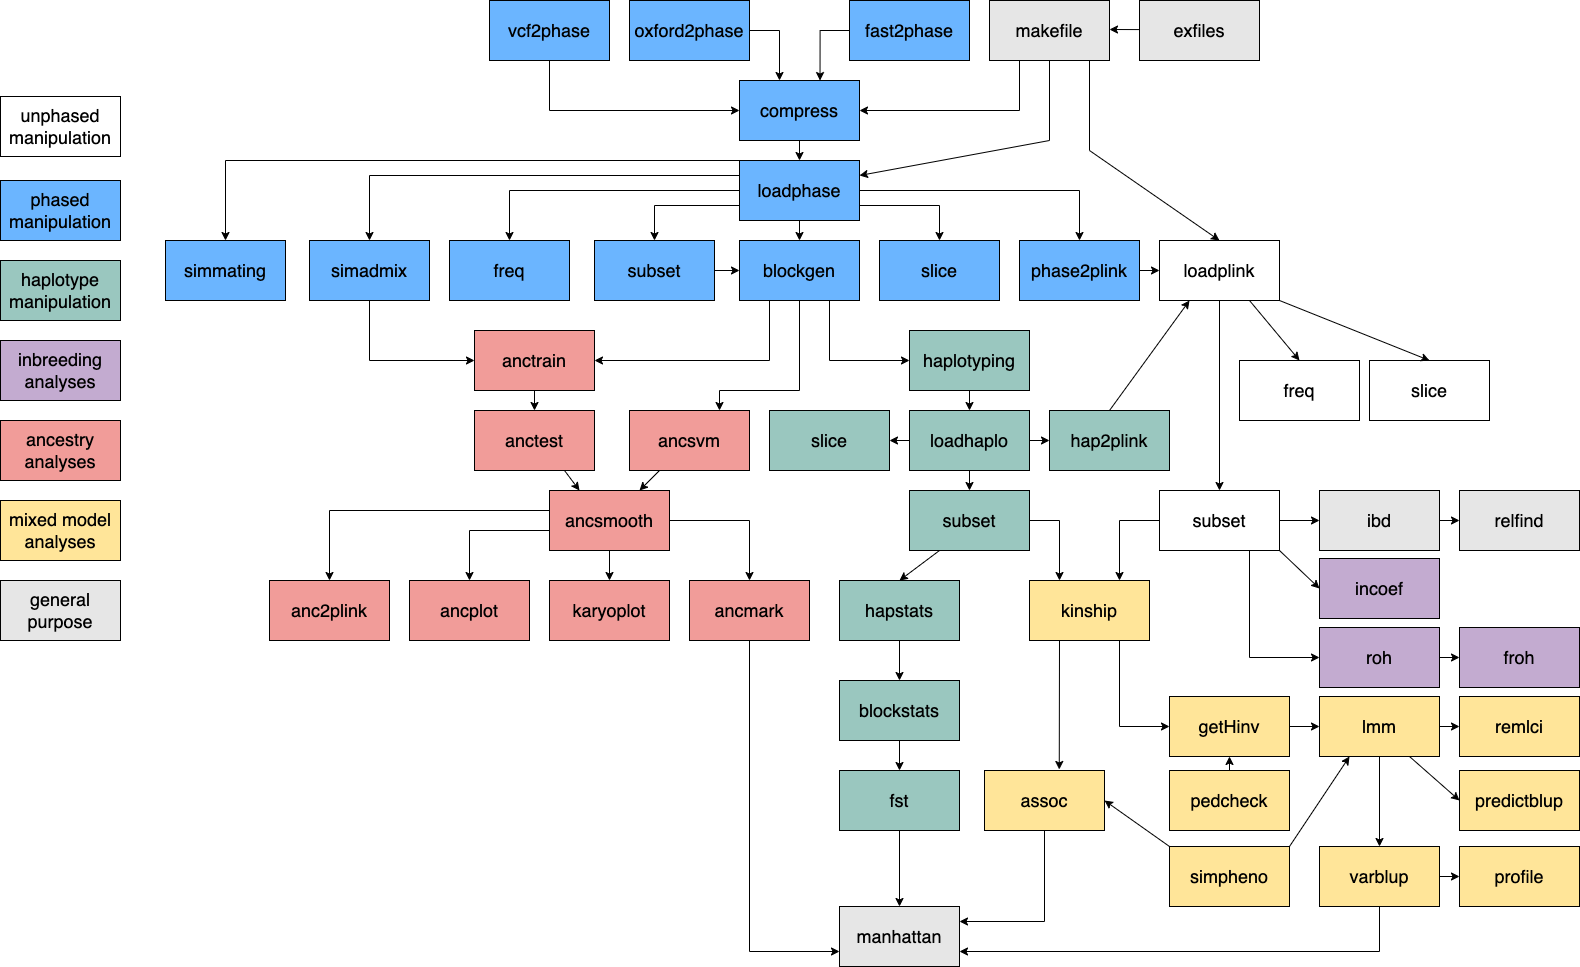 vcf2phase
oxford2phase
fast2phase
makefile
exfiles
compress
unphased
manipulation
phased
manipulation
haplotype
manipulation
inbreeding
analyses
ancestry
analyses
mixed model
analyses
general
purpose
loadphase
simmating
simadmix
freq
subset
blockgen
slice
phase2plink
loadplink
anctrain
haplotyping
freq
slice
anctest
ancsvm
slice
loadhaplo
hap2plink
ancsmooth
subset
subset
ibd
relfind
incoef
anc2plink
ancplot
karyoplot
ancmark
hapstats
kinship
roh
froh
blockstats
getHinv
lmm
remlci
fst
assoc
pedcheck
predictblup
simpheno
varblup
profile
manhattan